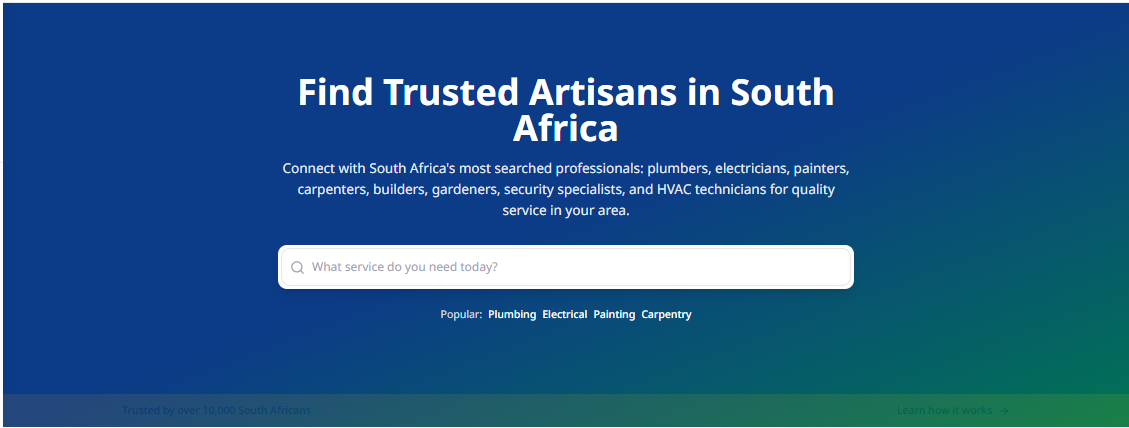 Find Trusted Artisans in South
Africa
Connect with South Africa's most searched professionals: plumbers, electricians, painters,
carpenters, builders, gardeners, security specialists, and HVAC technicians for quality
service in your area.
What service do you need today?
Popular: Plumbing Electrical Painting Carpentry
Trusted by over 10,000 South Africans
Learn how it works →